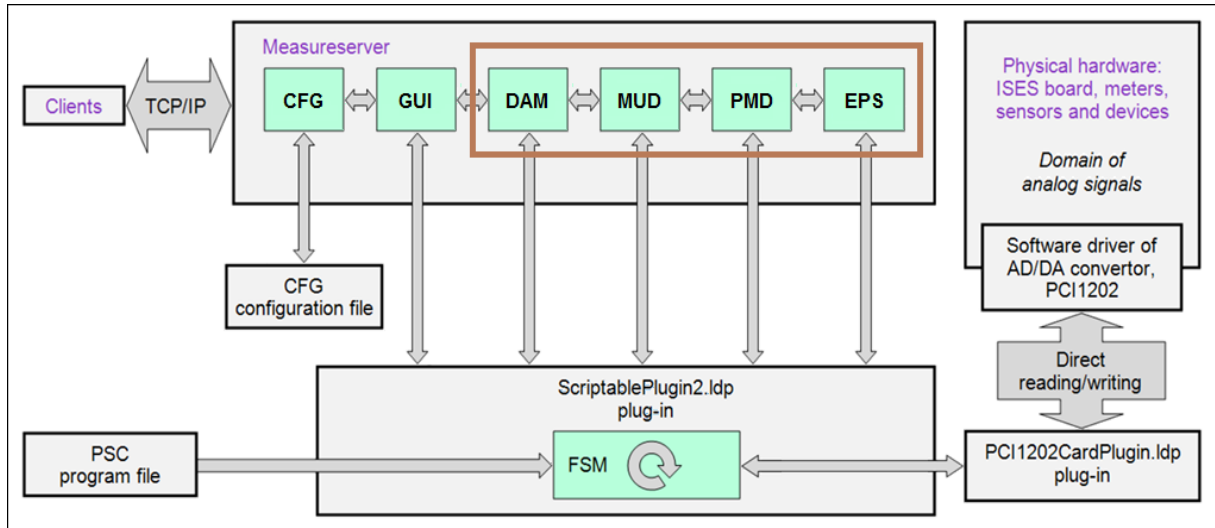 Measureserver
Clients
TCP/IP
CFG
GUI
DAM
MUD
PMD
EPS
Physical hardware:
ISES board, meters,
sensors and devices
Domain of
analog signals
Software driver of
AD/DA convertor,
PCI1202
CFG
configuration file
Direct
reading/writing
ScriptablePlugin2.ldp
plug-in
PSC
program file
FSM
PCI1202CardPlugin.ldp
plug-in